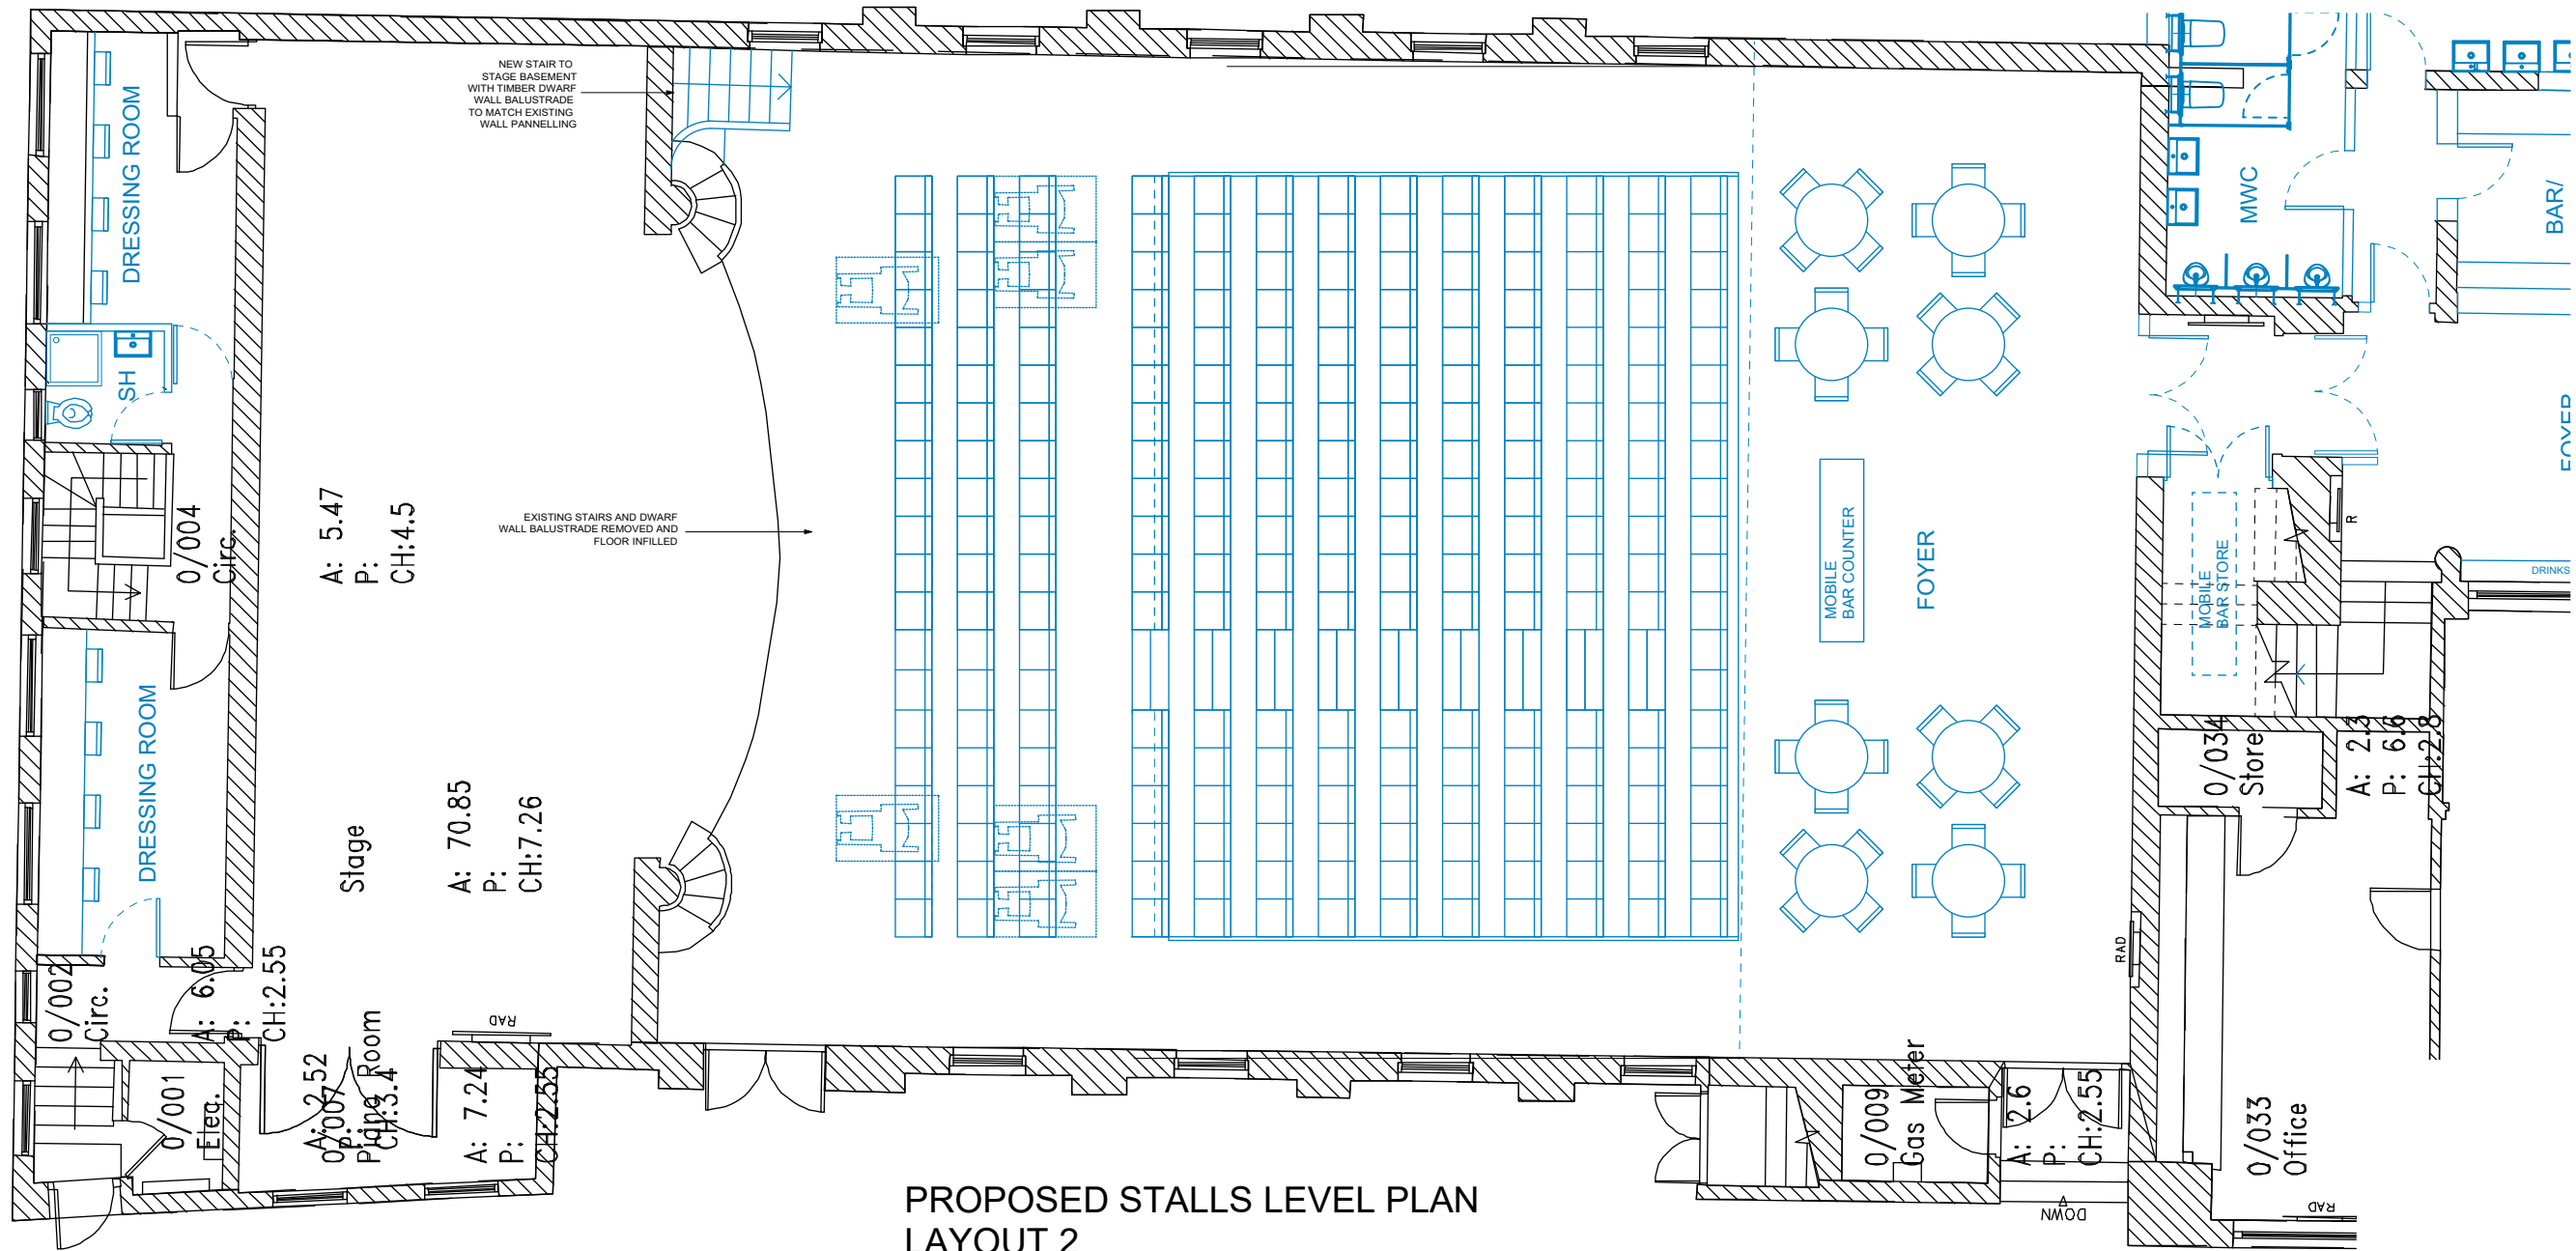 NEW STAIR TO
STAGE BASEMENT
WITH TIMBER DWARF
WALL BALUSTRADE
TO MATCH EXISTING
WALL PANNELLING
DRESSING ROOM
SH
0/004
Circ.
A: 5.47
P:
CH:4.5
EXISTING STAIRS AND DWARF
WALL BALUSTRADE REMOVED AND
FLOOR INFILLED
DRESSING ROOM
Stage
A: 70.85
P:
CH:7.26
0/002
Circ.
A: 6.05
P:
CH:2.55
0/001
Elec.
A: 2.52
P:
CH:3.4
0/007
Piano Room
A: 7.24
P:
CH:2.55
RAD
MOBILE
BAR COUNTER
FOYER
MWC
BAR/
FOYER
DRINKS
MOBILE
BAR STORE
R
0/034
Store
A: 2.3
P: 6.6
CH:2.8
RAD
0/009
Gas Meter
A: 2.6
P:
CH:2.55
DOWN
0/033
Office
RAD
PROPOSED STALLS LEVEL PLAN
LAYOUT 2